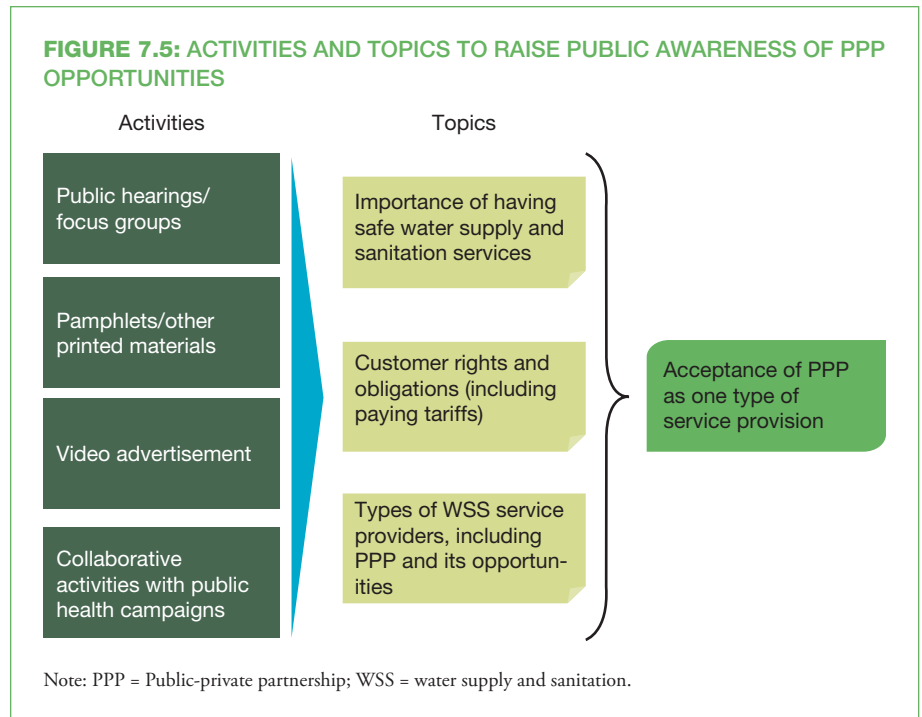 FIGURE 7.5: ACTIVITIES AND TOPICS TO RAISE PUBLIC AWARENESS OF PPP
OPPORTUNITIES
Activities
Topics
Public hearings/
focus groups
Pamphlets/other
printed materials
Video advertisement
Collaborative
activities with public
health campaigns
Importance of having
safe water supply and
sanitation services
Customer rights and
obligations (including
paying tariffs)
Types of WSS service
providers, including
PPP and its opportun-
ities
Acceptance of PPP
as one type of
service provision
Note: PPP = Public-private partnership; WSS = water supply and sanitation.